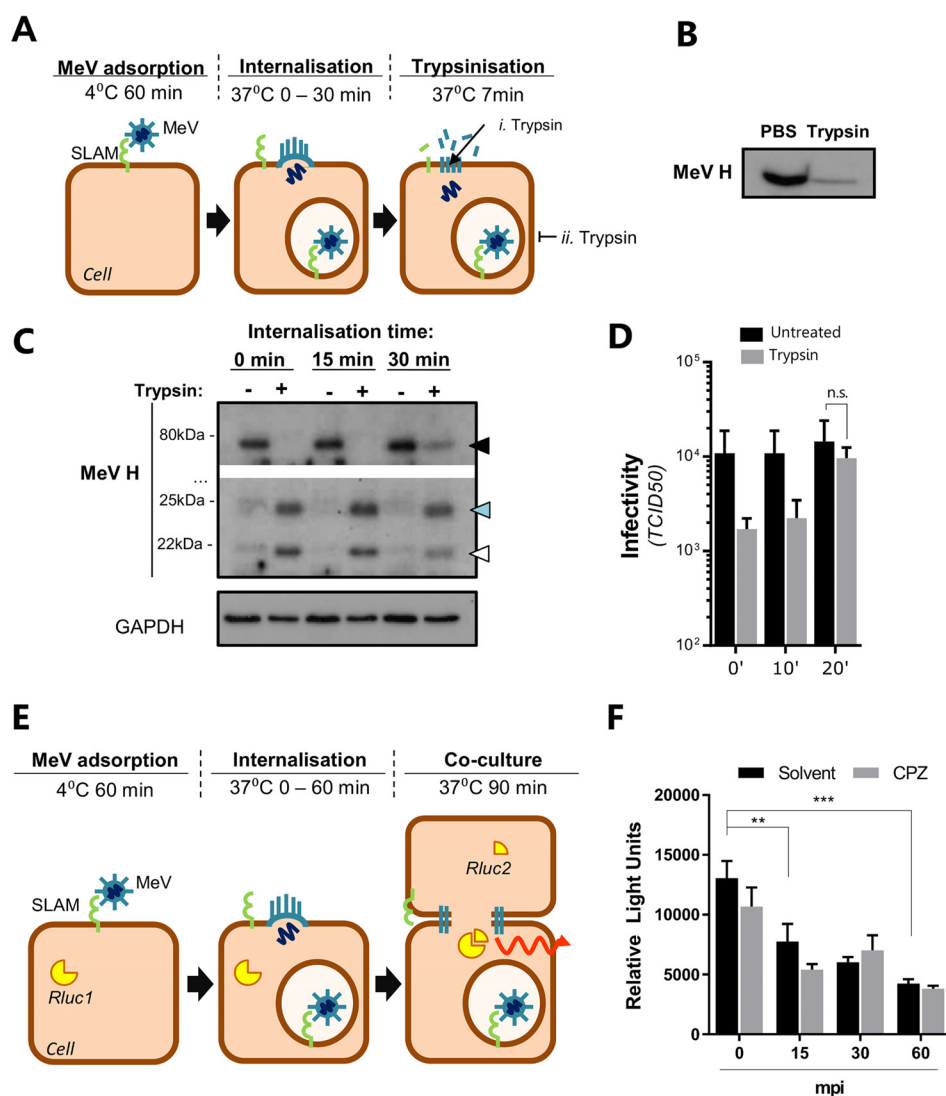 A
MeV adsorption
4⁰C 60 min
Internalisation
37⁰C 0 – 30 min
Trypsinisation
37⁰C 7min
SLAM
MeV
i. Trypsin
ii. Trypsin
Cell
B
PBS Trypsin
MeV H
C
Internalisation time:
0 min 15 min 30 min
Trypsin: - + - + - +
80kDa -
MeV H
...
25kDa -
22kDa -
GAPDH
D
Untreated
Trypsin
n.s.
10⁵
10⁴
10³
10²
Infectivity
(TCID50)
0' 10' 20'
E
MeV adsorption
4⁰C 60 min
Internalisation
37⁰C 0 – 60 min
Co-culture
37⁰C 90 min
SLAM
MeV
Rluc1
Cell
Rluc2
F
Solvent CPZ
***
**
20000
15000
10000
5000
0
Relative Light Units
0 15 30 60
mpi